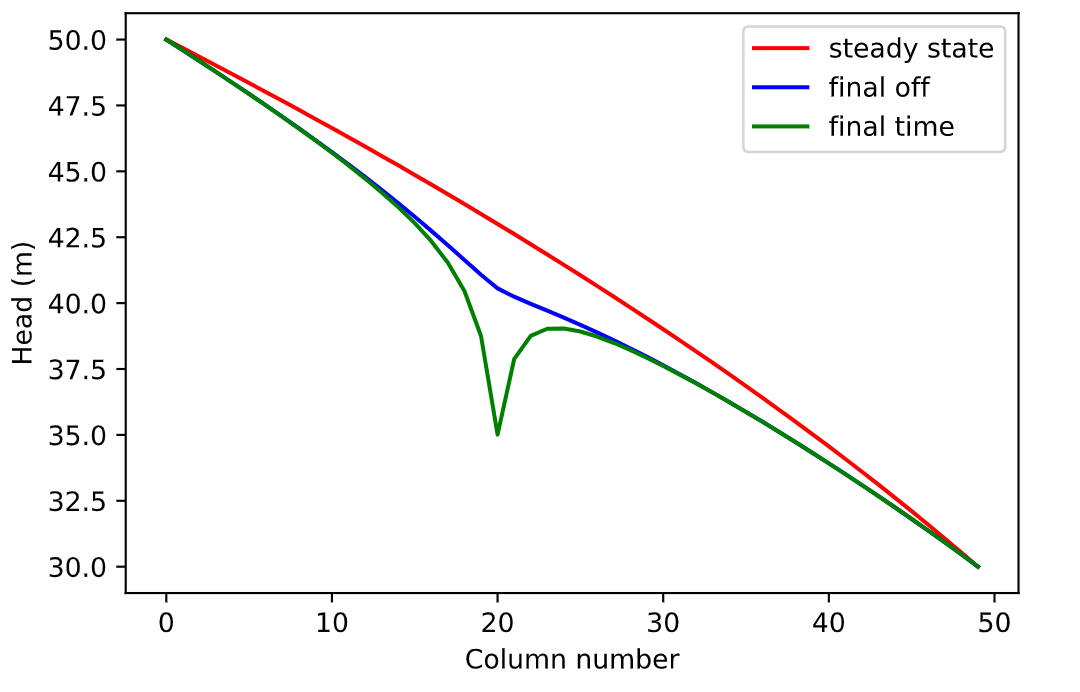 50.0
47.5
45.0
42.5
40.0
37.5
35.0
32.5
30.0
Head (m)
steady state
final off
final time
0 10 20 30 40 50
Column number